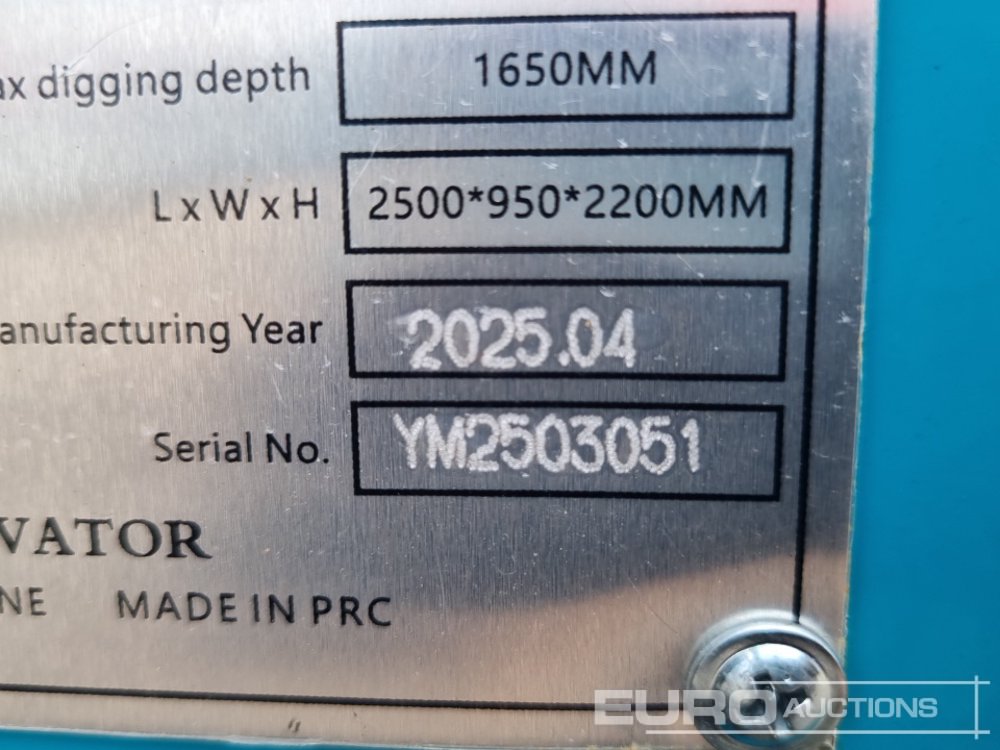 ax digging depth 1650MM
L x W x H 2500*950*2200MM
anufacturing Year 2025.04
Serial No. YM2503051
VATOR
NE MADE IN PRC
EURO AUCTIONS